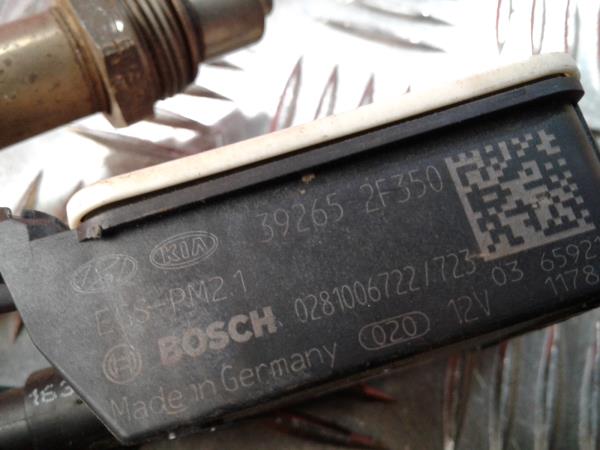 KIA 39265-2F350
EGS-PM2.1
BOSCH 0281006722/723
03 6592
Made in Germany 020 12V 1178